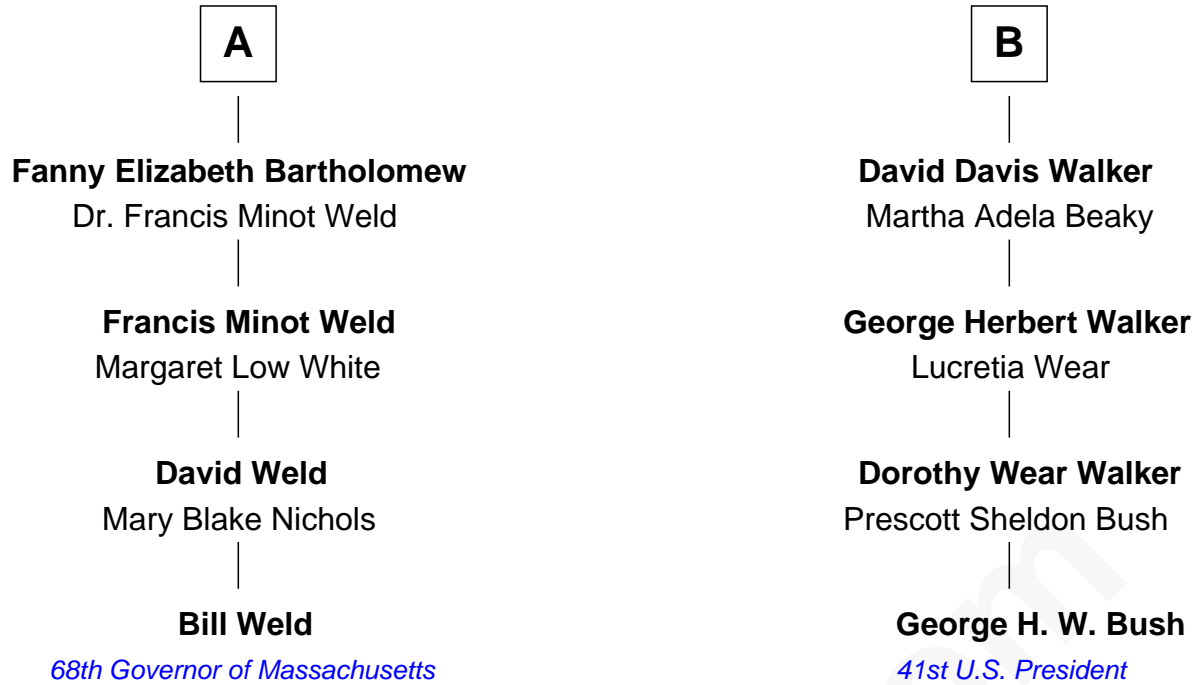 A
Fanny Elizabeth Bartholomew
Dr. Francis Minot Weld
Francis Minot Weld
Margaret Low White
David Weld
Mary Blake Nichols
Bill Weld
68th Governor of Massachusetts
B
David Davis Walker
Martha Adela Beaky
George Herbert Walker
Lucretia Wear
Dorothy Wear Walker
Prescott Sheldon Bush
George H. W. Bush
41st U.S. President